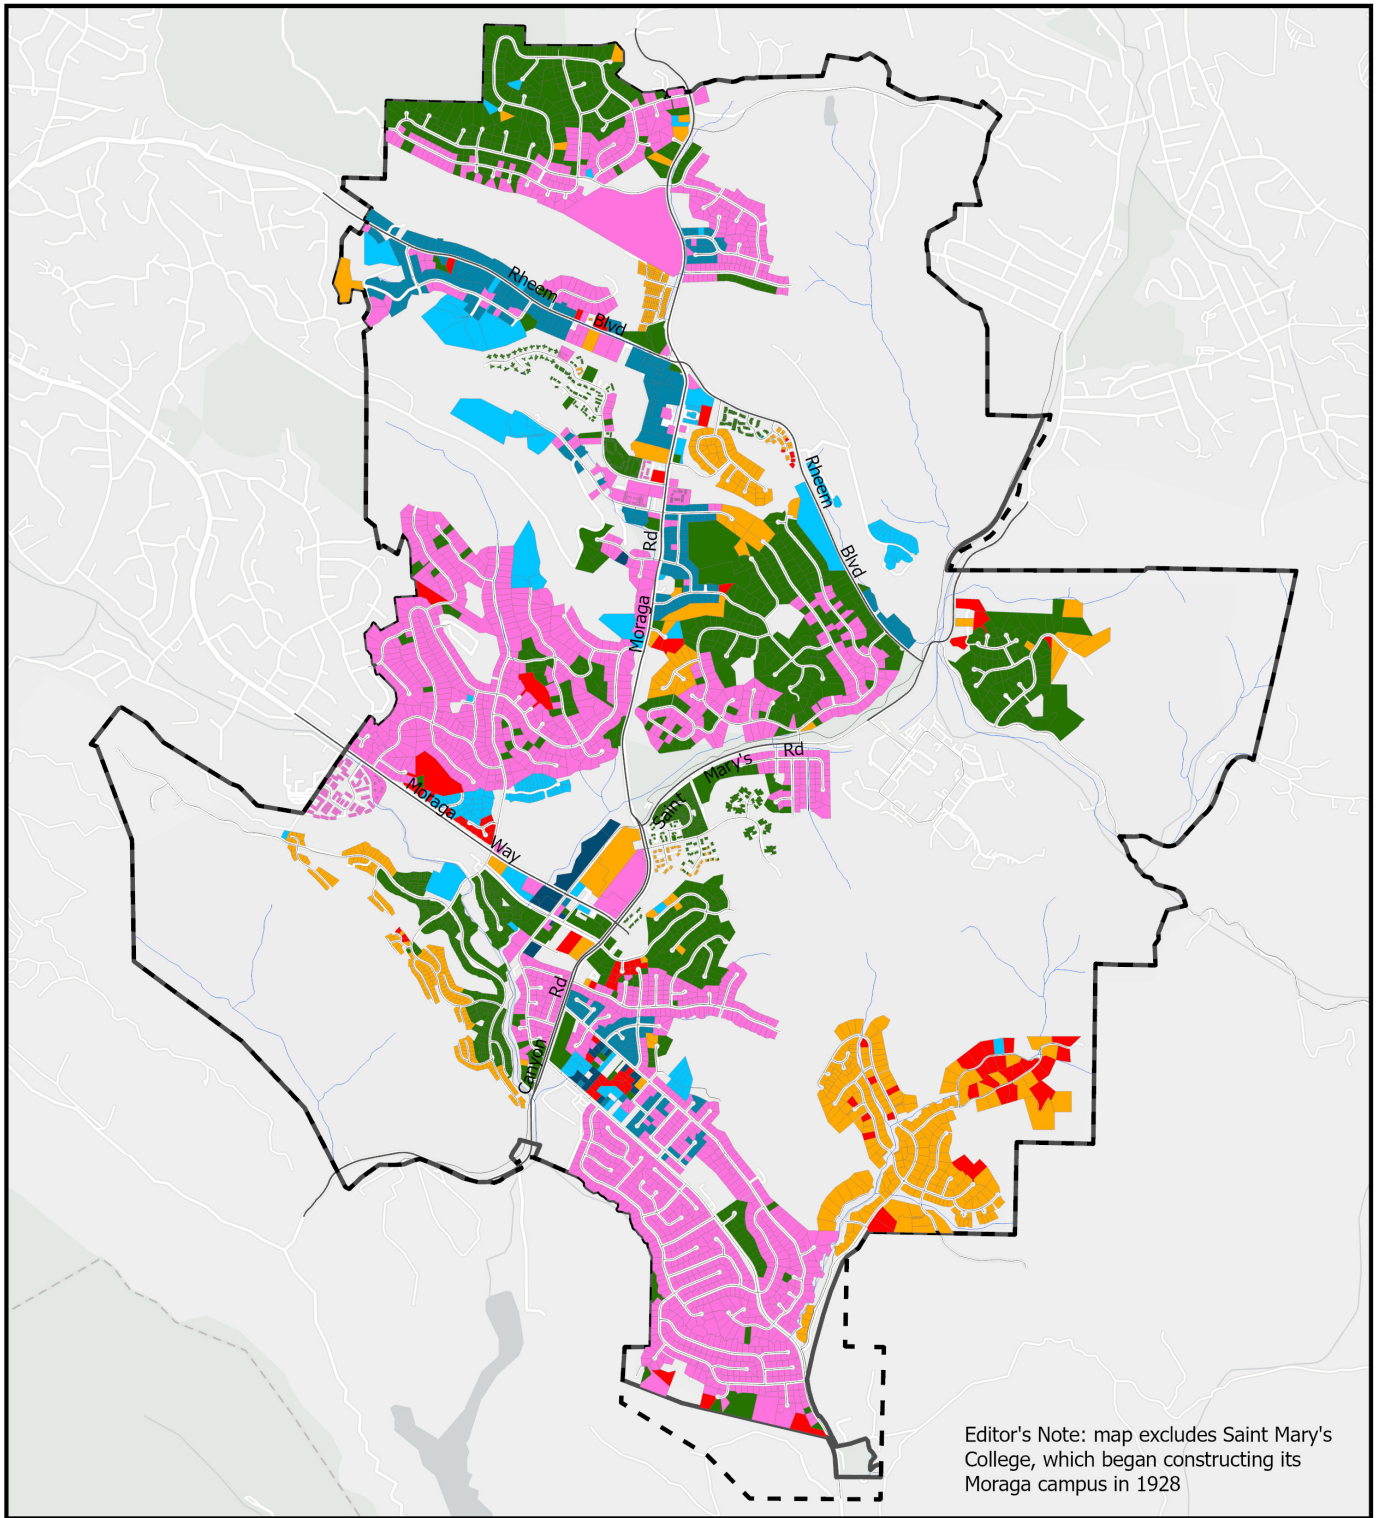 Rheem
Blvd
Rheem
Blvd
Rd
Moraga
Rd
Mary's
Saint
Moraga
Way
Rd
Canyon
Editor's Note: map excludes Saint Mary's
College, which began constructing its
Moraga campus in 1928